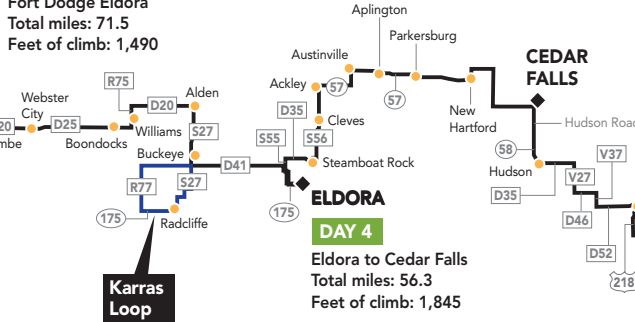 Fort Dodge Eldora
Total miles: 71.5
Feet of climb: 1,490
Aplington
Parkersburg
Austinville
CEDAR
FALLS
R75
Ackley
57
57
Webster
City
D20
Alden
D35
New
Hartford
20
D25
Williams
S27
Cleves
Hudson Road
mbe
Boondocks
S55
S56
58
V37
Buckeye
D41
Steamboat Rock
Hudson
V27
R77
S27
ELDORA
D35
175
Radcliffe
175
D46
DAY 4
D52
Eldora to Cedar Falls
Total miles: 56.3
Feet of climb: 1,845
218
Karras
Loop